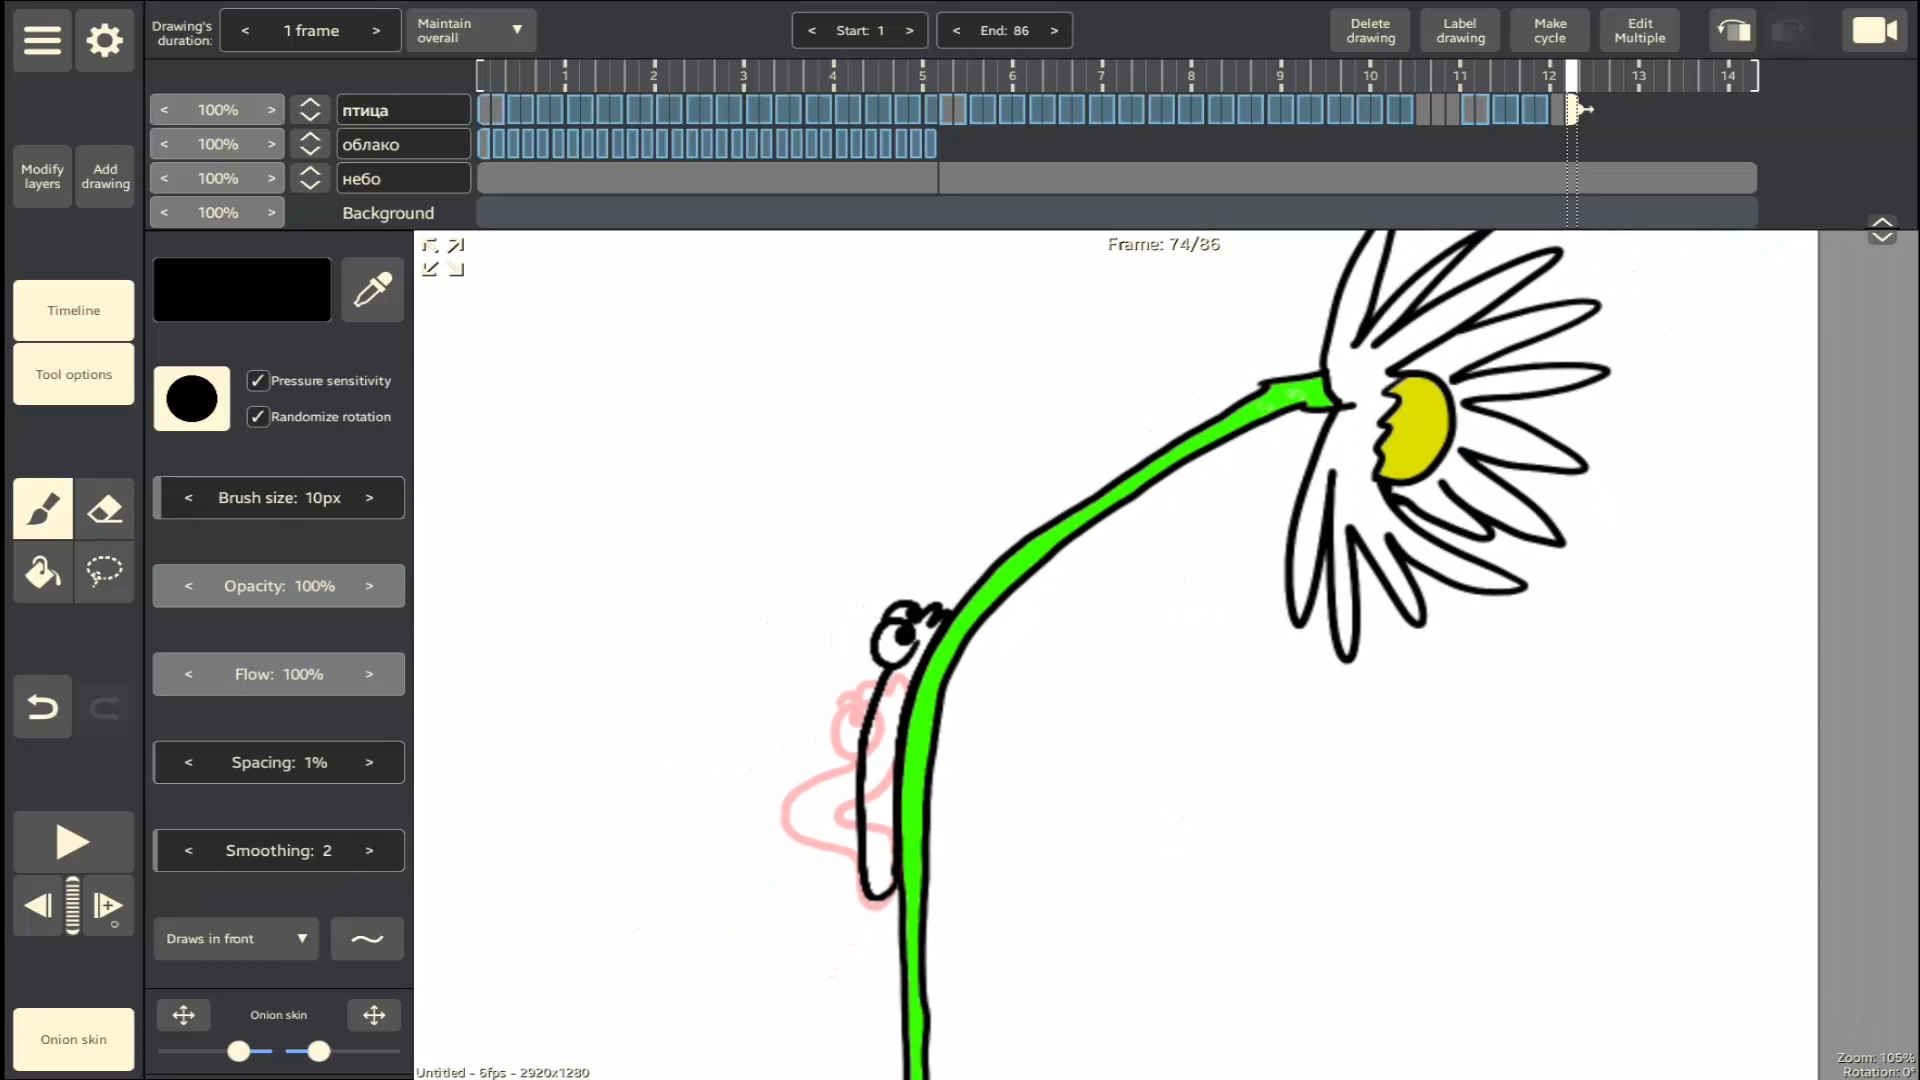 Drawing's
duration:
< 1 frame >
Maintain
overall
< Start: 1 >
< End: 86 >
Delete
drawing
Label
drawing
Make
cycle
Edit
Multiple
1 2 3 4 5 6 7 8 9 10 11 12 13 14
< 100% > птица
< 100% > облако
< 100% > небо
< 100% > Background
Modify
layers
Add
drawing
Frame: 74/86
Timeline
Tool options
Pressure sensitivity
Randomize rotation
< Brush size: 10px >
< Opacity: 100% >
< Flow: 100% >
< Spacing: 1% >
< Smoothing: 2 >
Draws in front
Onion skin
Onion skin
Untitled - 6fps - 2920x1280
Zoom: 105%
Rotation: 0°